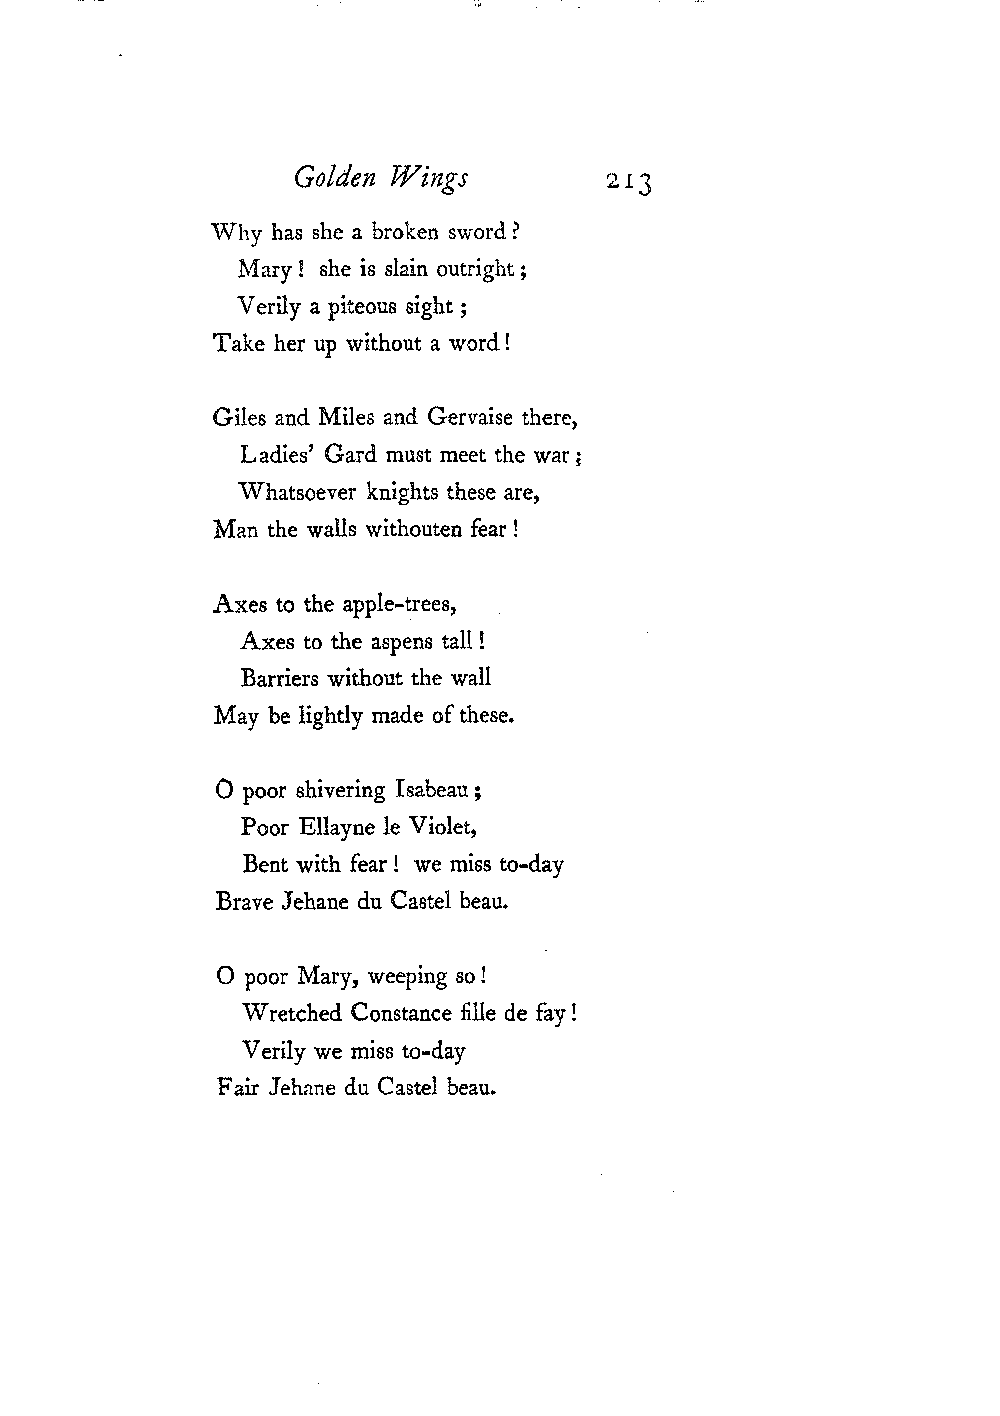 Golden Wings 213
Why has she a broken sword?
Mary! she is slain outright;
Verily a piteous sight;
Take her up without a word!

Giles and Miles and Gervaise there,
Ladies' Gard must meet the war;
Whatsoever knights these are,
Man the walls withouten fear!

Axes to the apple-trees,
Axes to the aspens tall!
Barriers without the wall
May be lightly made of these.

O poor shivering Isabeau;
Poor Ellayne le Violet,
Bent with fear! we miss to-day
Brave Jehane du Castel beau.

O poor Mary, weeping so!
Wretched Constance fille de fay!
Verily we miss to-day
Fair Jehane du Castel beau.